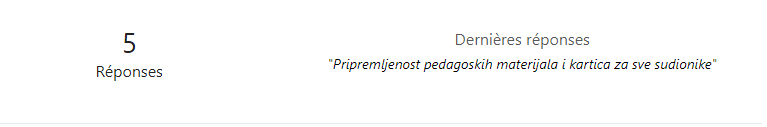 5
Réponses
Dernières réponses
"Pripremljenost pedagoskih materijala i kartica za sve sudionike"